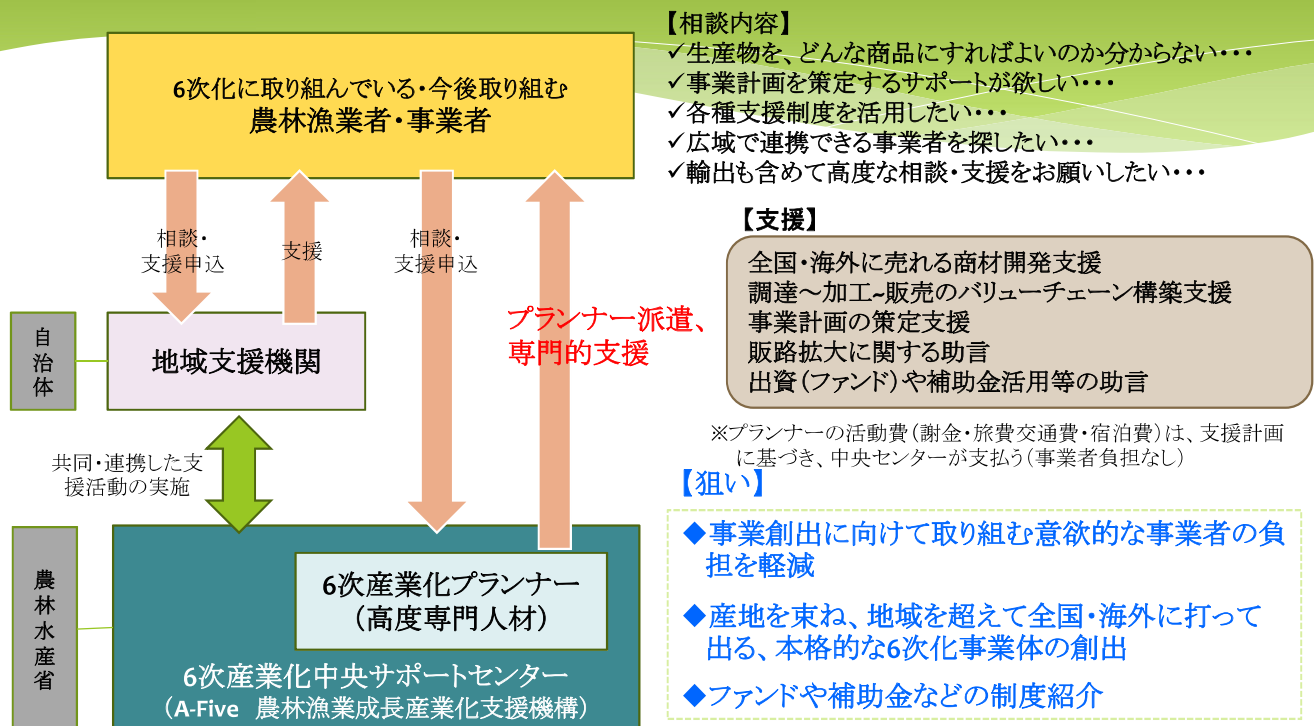 6次化に取り組んでいる・今後取り組む
農林漁業者・事業者
相談・
支援申込
支援
相談・
支援申込
プランナー派遣、
専門的支援
自治体
地域支援機関
共同・連携した支
援活動の実施
農林水産省
6次産業化プランナー
（高度専門人材）
6次産業化中央サポートセンター
（A-Five 農林漁業成長産業化支援機構）
【相談内容】
✓生産物を、どんな商品にすればよいのか分からない・・・
✓事業計画を策定するサポートが欲しい・・・
✓各種支援制度を活用したい・・・
✓広域で連携できる事業者を探したい・・・
✓輸出も含めて高度な相談・支援をお願いしたい・・・
【支援】
全国・海外に売れる商材開発支援
調達～加工~販売のバリューチェーン構築支援
事業計画の策定支援
販路拡大に関する助言
出資（ファンド）や補助金活用等の助言
※プランナーの活動費（謝金・旅費交通費・宿泊費）は、支援計画
に基づき、中央センターが支払う（事業者負担なし）
【狙い】
◆事業創出に向けて取り組む意欲的な事業者の負
担を軽減
◆産地を束ね、地域を超えて全国・海外に打って
出る、本格的な6次化事業体の創出
◆ファンドや補助金などの制度紹介